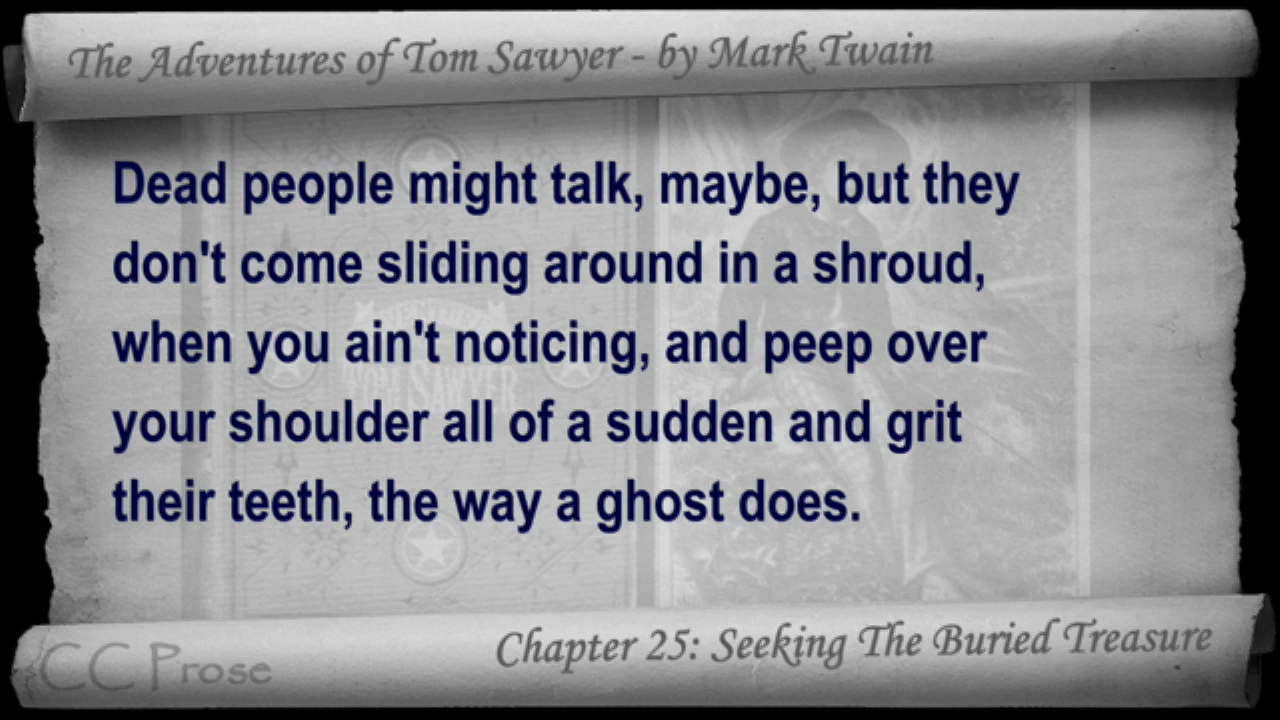 The Adventures of Tom Sawyer - by Mark Twain
Dead people might talk, maybe, but they
don't come sliding around in a shroud,
when you ain't noticing, and peep over
your shoulder all of a sudden and grit
their teeth, the way a ghost does.
Chapter 25: Seeking The Buried Treasure
CC Prose